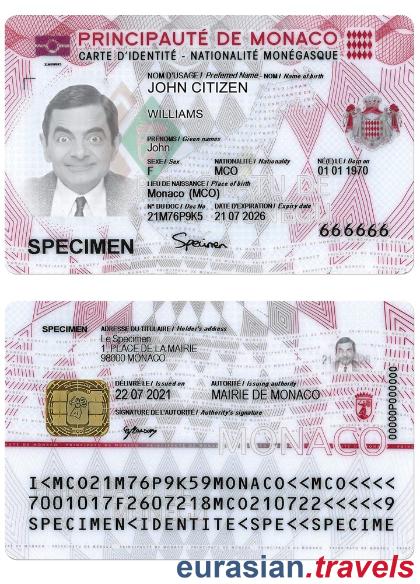 PRINCIPAUTÉ DE MONACO
CARTE D'IDENTITÉ - NATIONALITÉ MONÉGASQUE
NOM D'USAGE / Preferred Name - NOM / Name of birth
JOHN CITIZEN
WILLIAMS
PRÉNOMS / Given names
John
SEXE / Sex NATIONALITÉ / Nationality NÉ(E) LE / Born on
F MCO 01 01 1970
LIEU DE NAISSANCE / Place of birth
Monaco (MCO)
N° DU DOC / Doc No DATE D'EXPIRATION / Expiry date
21M76P9K5 21 07 2026
SPECIMEN Specimen 666666
SPECIMEN ADRESSE DU TITULAIRE / Holder's address
Le Specimen
1, PLACE DE LA MAIRIE
98000 MONACO
DÉLIVRÉ LE / Issued on AUTORITÉ / Issuing authority
22 07 2021 MAIRIE DE MONACO
SIGNATURE DE L'AUTORITÉ / Authority's signature
00000P000000
MONACO
I<MCO21M76P9K59MONACO<<MCO<<<<
7001017F2607218MCO210722<<<<<9
SPECIMEN<IDENTITE<SPE<<SPECIME
eurasian.travels